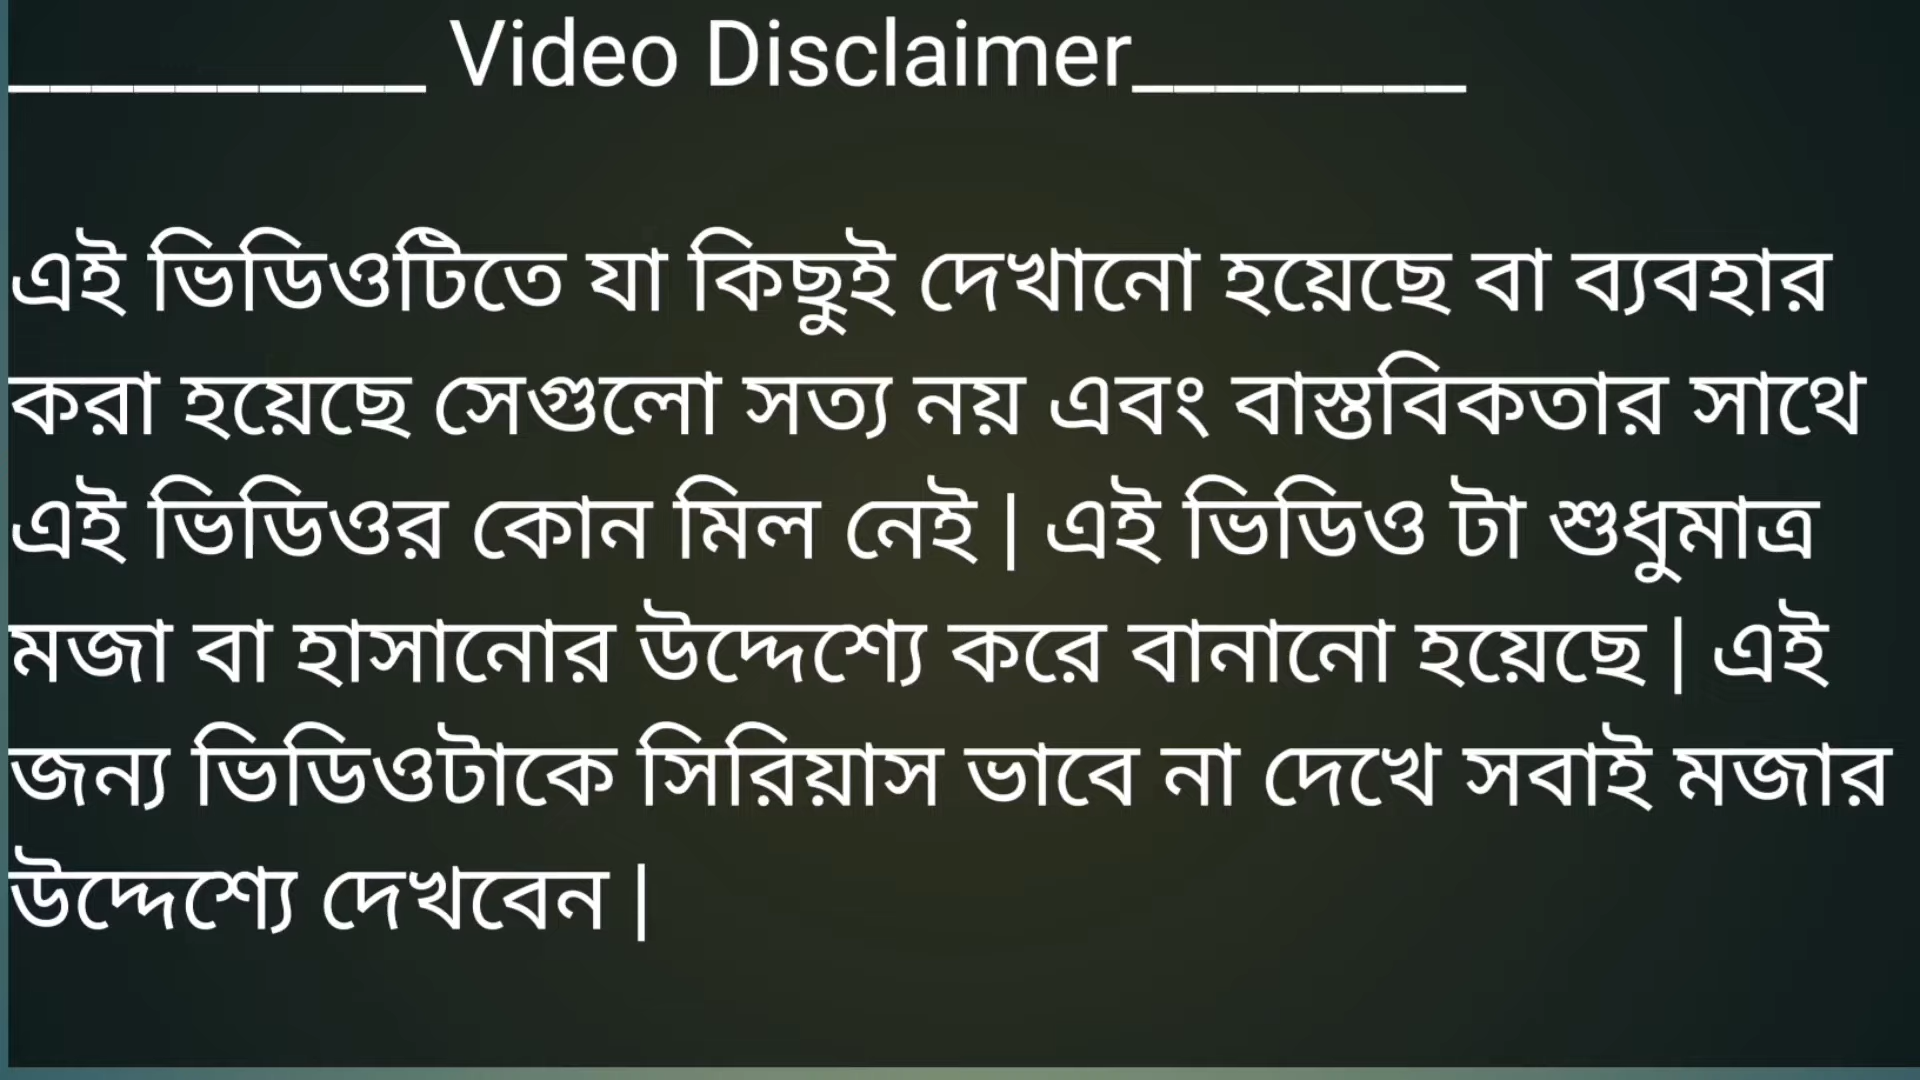 __________ Video Disclaimer________
এই ভিডিওটিতে যা কিছুই দেখানো হয়েছে বা ব্যবহার
করা হয়েছে সেগুলো সত্য নয় এবং বাস্তবিকতার সাথে
এই ভিডিওর কোন মিল নেই | এই ভিডিও টা শুধুমাত্র
মজা বা হাসানোর উদ্দেশ্যে করে বানানো হয়েছে | এই
জন্য ভিডিওটাকে সিরিয়াস ভাবে না দেখে সবাই মজার
উদ্দেশ্যে দেখবেন |